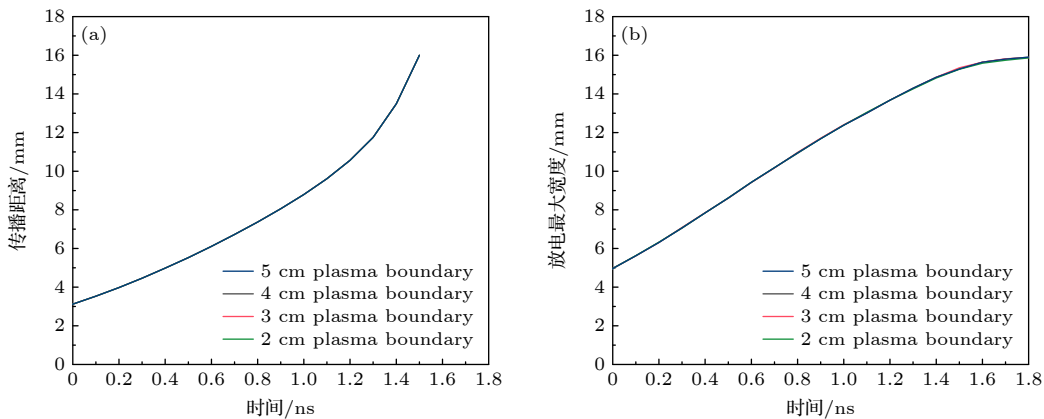 (a)
18
16
14
12
10
8
6
4
2
0
传播距离/mm
5 cm plasma boundary
4 cm plasma boundary
3 cm plasma boundary
2 cm plasma boundary
0 0.2 0.4 0.6 0.8 1.0 1.2 1.4 1.6 1.8
时间/ns
(b)
18
16
14
12
10
8
6
4
2
0
放电最大宽度/mm
5 cm plasma boundary
4 cm plasma boundary
3 cm plasma boundary
2 cm plasma boundary
0 0.2 0.4 0.6 0.8 1.0 1.2 1.4 1.6 1.8
时间/ns